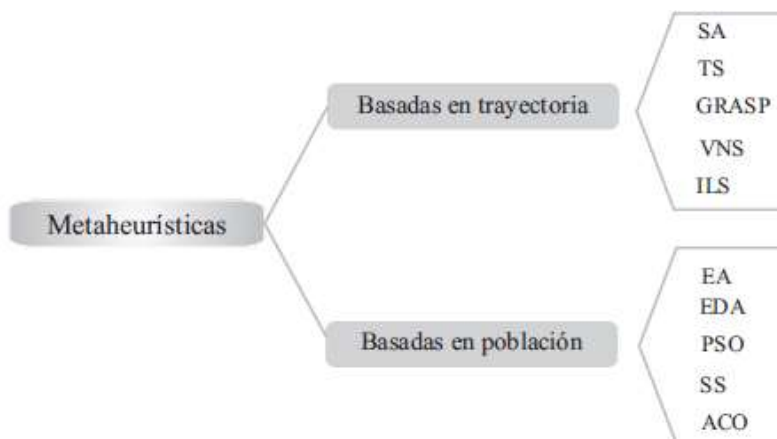 Metaheurísticas
Basadas en trayectoria
SA
TS
GRASP
VNS
ILS
Basadas en población
EA
EDA
PSO
SS
ACO